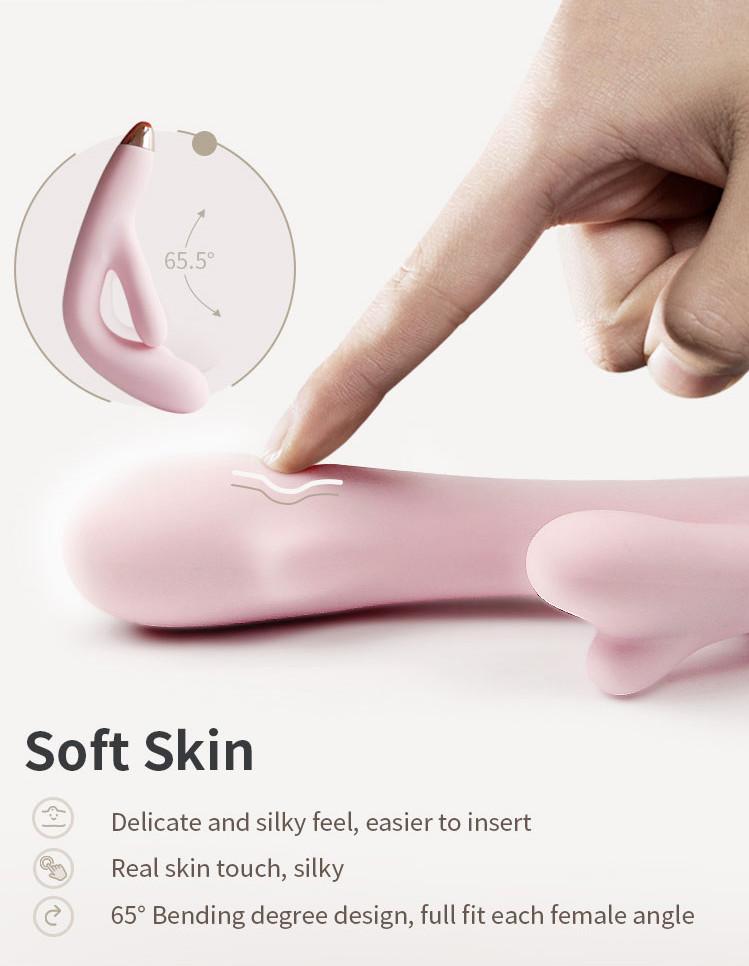 65.5°
Soft Skin
Delicate and silky feel, easier to insert
Real skin touch, silky
65° Bending degree design, full fit each female angle